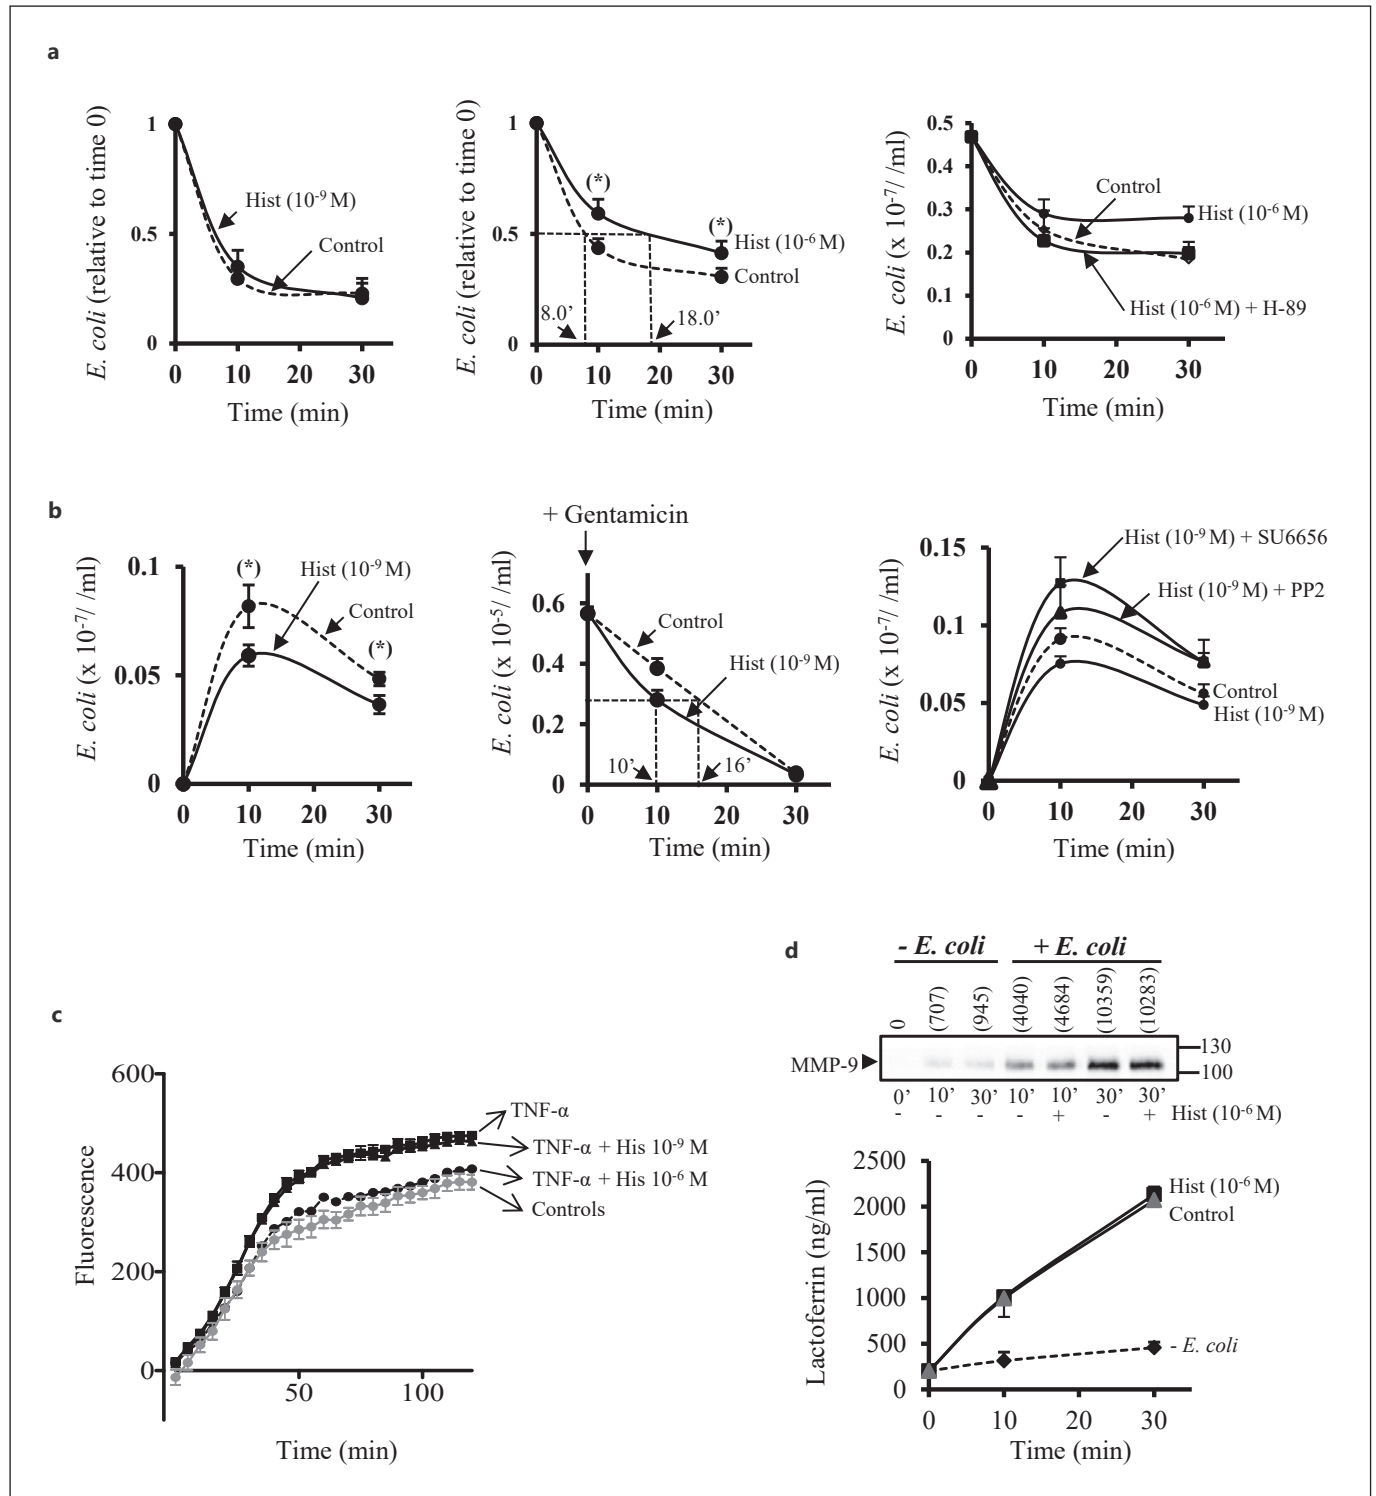 a
E. coli (relative to time 0)
1
0.5
0
Hist (10-9 M)
Control
0 10 20 30
Time (min)
E. coli (relative to time 0)
1
0.5
0
(*)
(*)
Hist (10-6 M)
Control
8.0’
18.0’
0 10 20 30
Time (min)
E. coli (x 10-7/ /ml)
0.5
0.4
0.3
0.2
0.1
0
Control
Hist (10-6 M)
Hist (10-6 M) + H-89
0 10 20 30
Time (min)
b
E. coli (x 10-7/ /ml)
0.1
0.05
0
(*)
Hist (10-9 M)
Control
(*)
0 10 20 30
Time (min)
+ Gentamicin
E. coli (x 10-5/ /ml)
0.6
0.4
0.2
0
Control
Hist (10-9 M)
10’
16’
0 10 20 30
Time (min)
E. coli (x 10-7/ /ml)
0.15
0.1
0.05
0
Hist (10-9 M) + SU6656
Hist (10-9 M) + PP2
Control
Hist (10-9 M)
0 10 20 30
Time (min)
c
Fluorescence
600
400
200
0
TNF-α
TNF-α + His 10-9 M
TNF-α + His 10-6 M
Controls
50 100
Time (min)
d
- E. coli + E. coli
0 (707) (945) (4040) (4684) (10359) (10283)
MMP-9
130
100
0’ 10’ 30’ 10’ 10’ 30’ 30’
- - - - + - + Hist (10-6 M)
Lactoferrin (ng/ml)
2500
2000
1500
1000
500
0
Hist (10-6 M)
Control
- E. coli
0 10 20 30
Time (min)